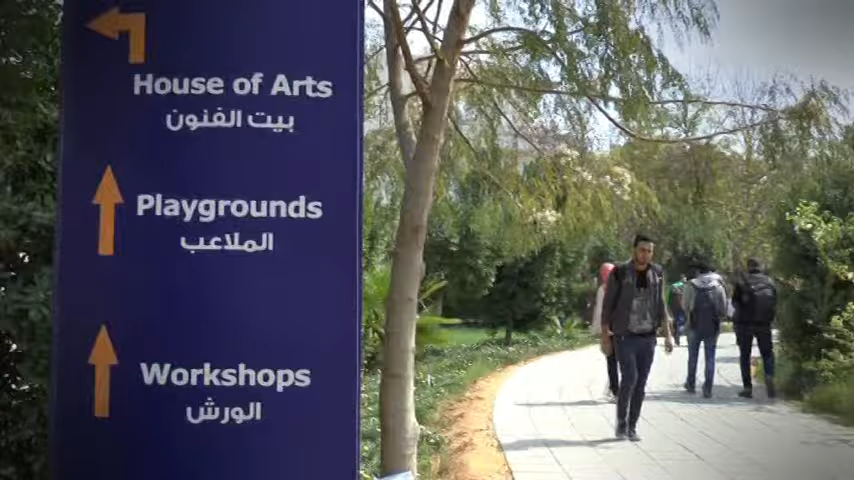 House of Arts
بيت الفنون
Playgrounds
الملاعب
Workshops
الورش